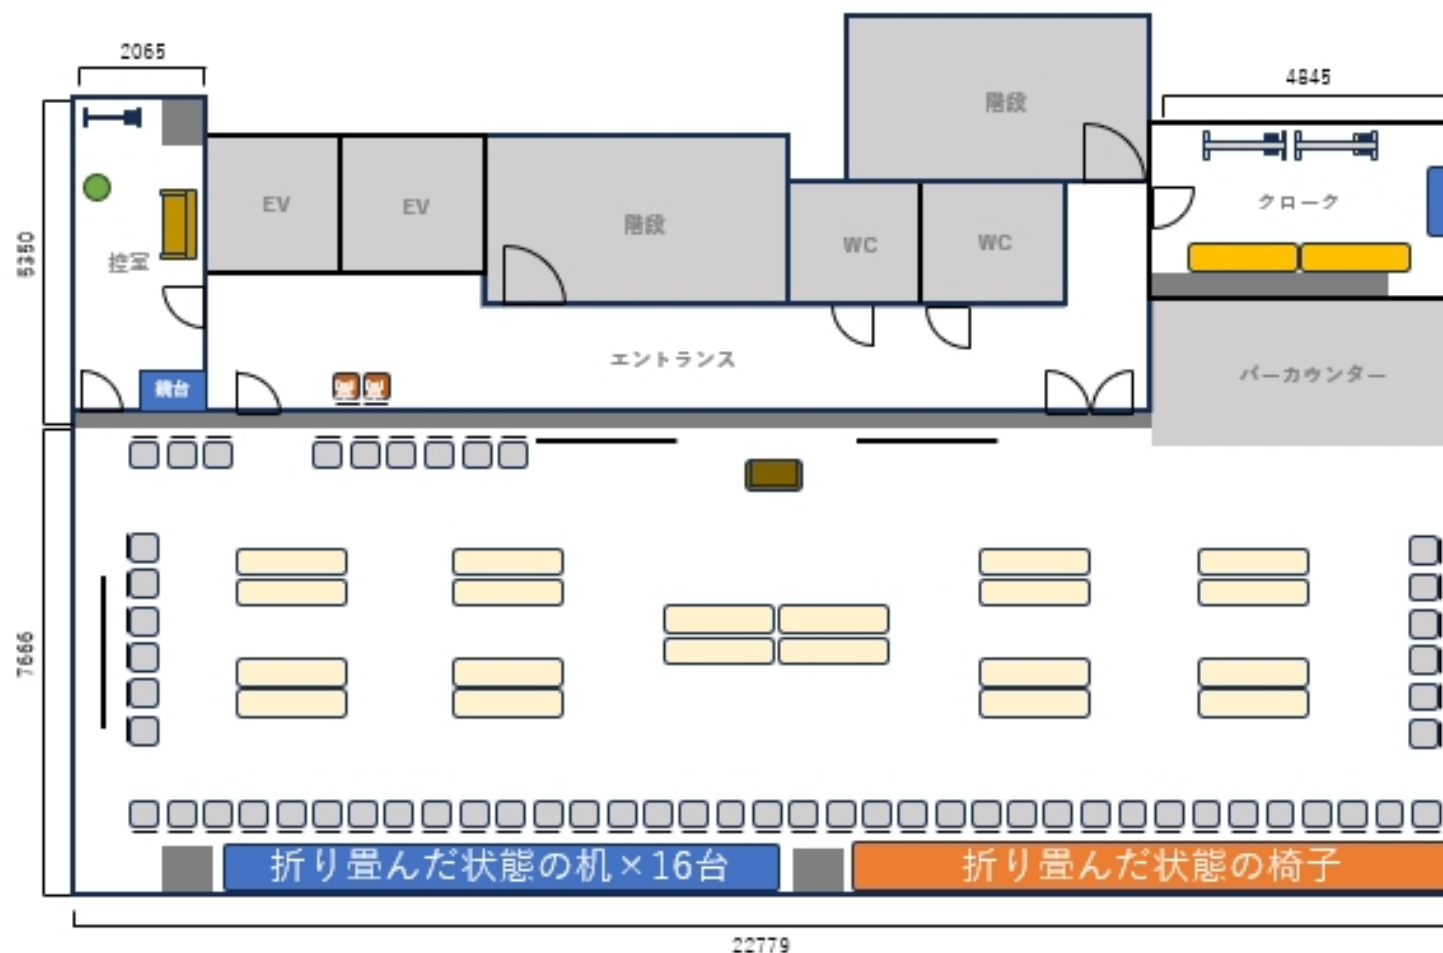 2065
4845
階段
EV
EV
階段
WC
WC
クローク
控室
5350
エントランス
バーカウンター
鏡台
7666
折り畳んだ状態の机×16台
折り畳んだ状態の椅子
22779